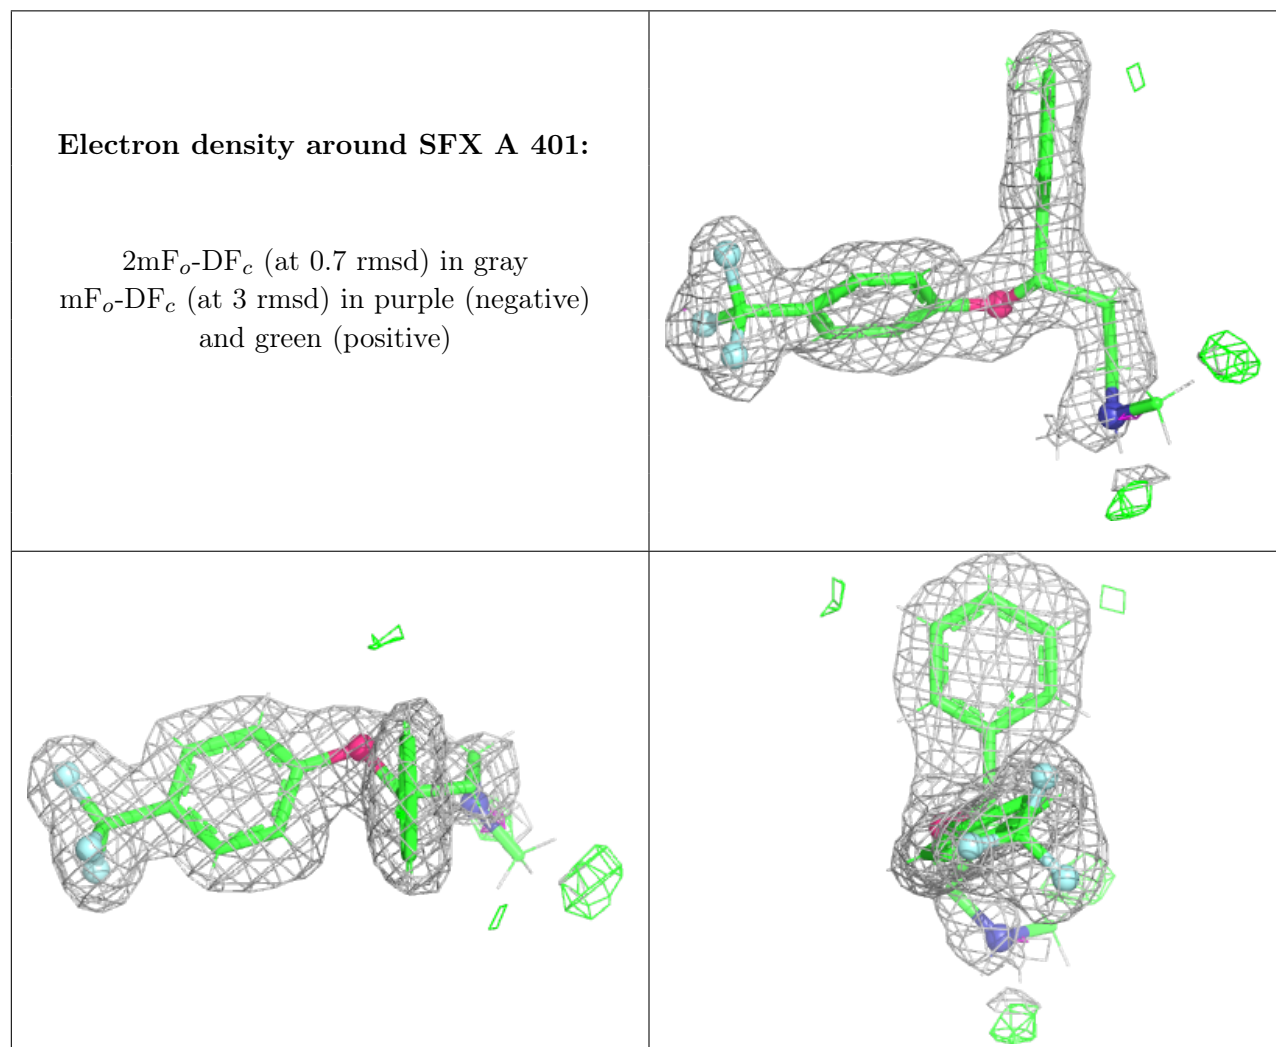 Electron density around SFX A 401:
2mFo-DFc (at 0.7 rmsd) in gray
mFo-DFc (at 3 rmsd) in purple (negative)
and green (positive)